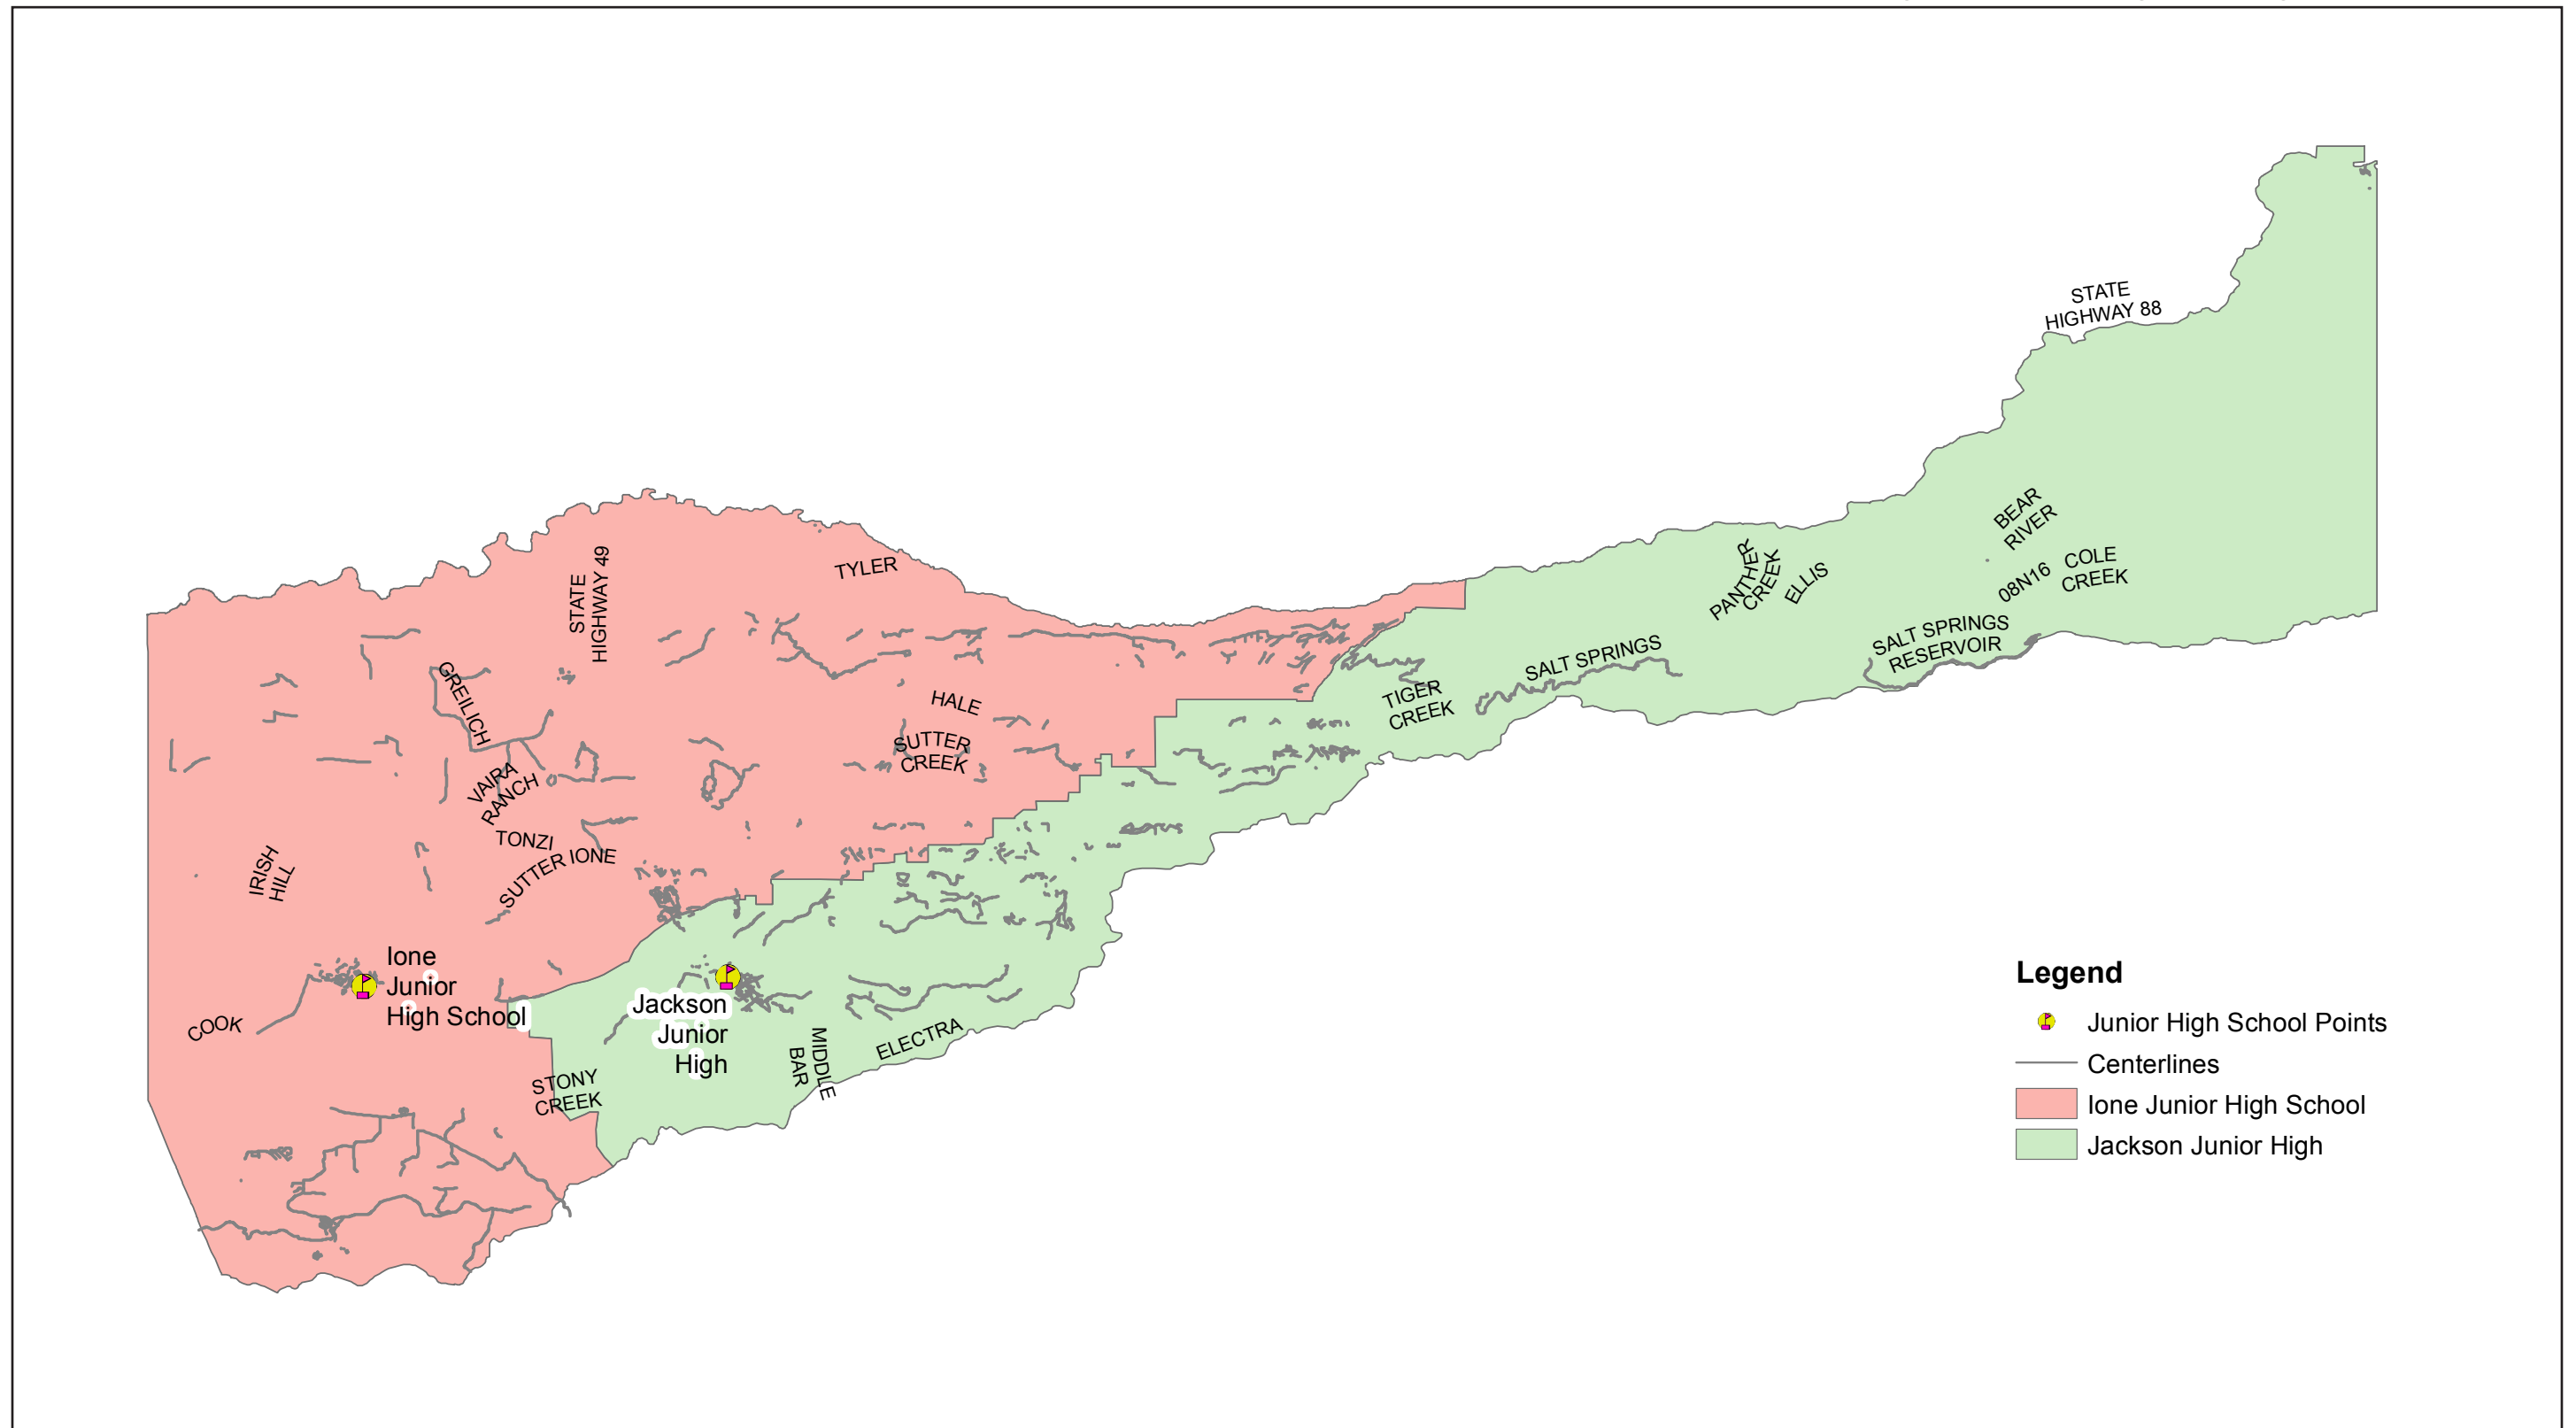 STATE
HIGHWAY 88
BEAR
RIVER
COLE
CREEK
08N16
PANTHER
CREEK
ELLIS
SALT SPRINGS
RESERVOIR
SALT SPRINGS
TIGER
CREEK
STATE
HIGHWAY 49
TYLER
GREILICH
HALE
SUTTER
CREEK
VAIRA
RANCH
TONZI
SUTTER IONE
IRISH
HILL
Ione
Junior
High School
COOK
Jackson
Junior
High
MIDDLE
BAR
ELECTRA
STONY
CREEK
Legend
Junior High School Points
Centerlines
Ione Junior High School
Jackson Junior High